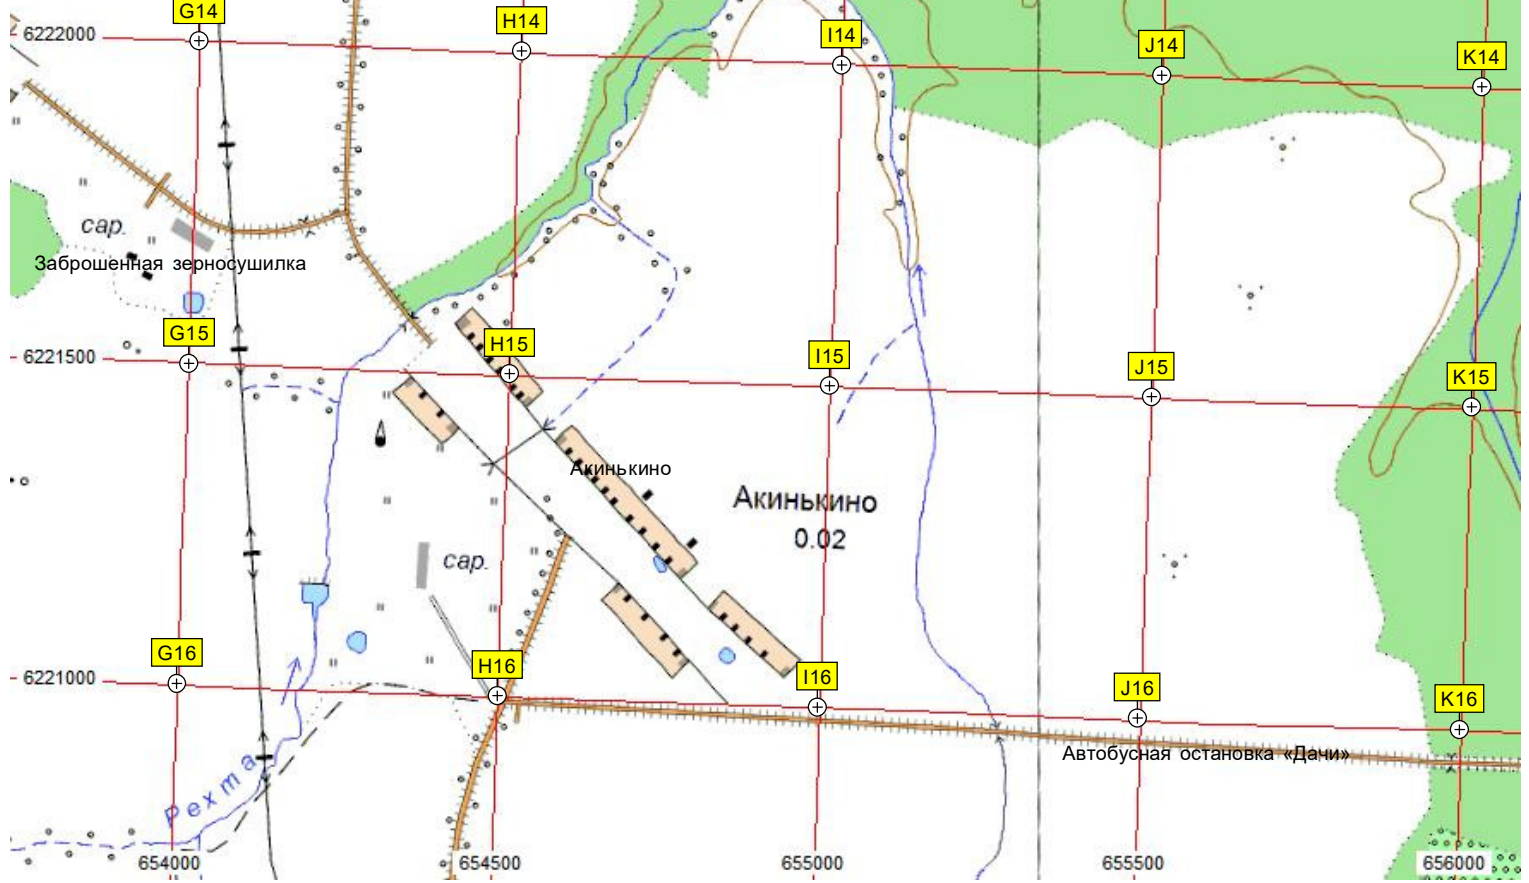 G14
H14
I14
J14
K14
6222000
сар.
Заброшенная зерносушилка
G15
H15
I15
J15
K15
6221500
Акинькино
Акинькино
0.02
сар.
G16
H16
I16
J16
K16
6221000
Автобусная остановка «Дачи»
Рехта
654000
654500
655000
655500
656000